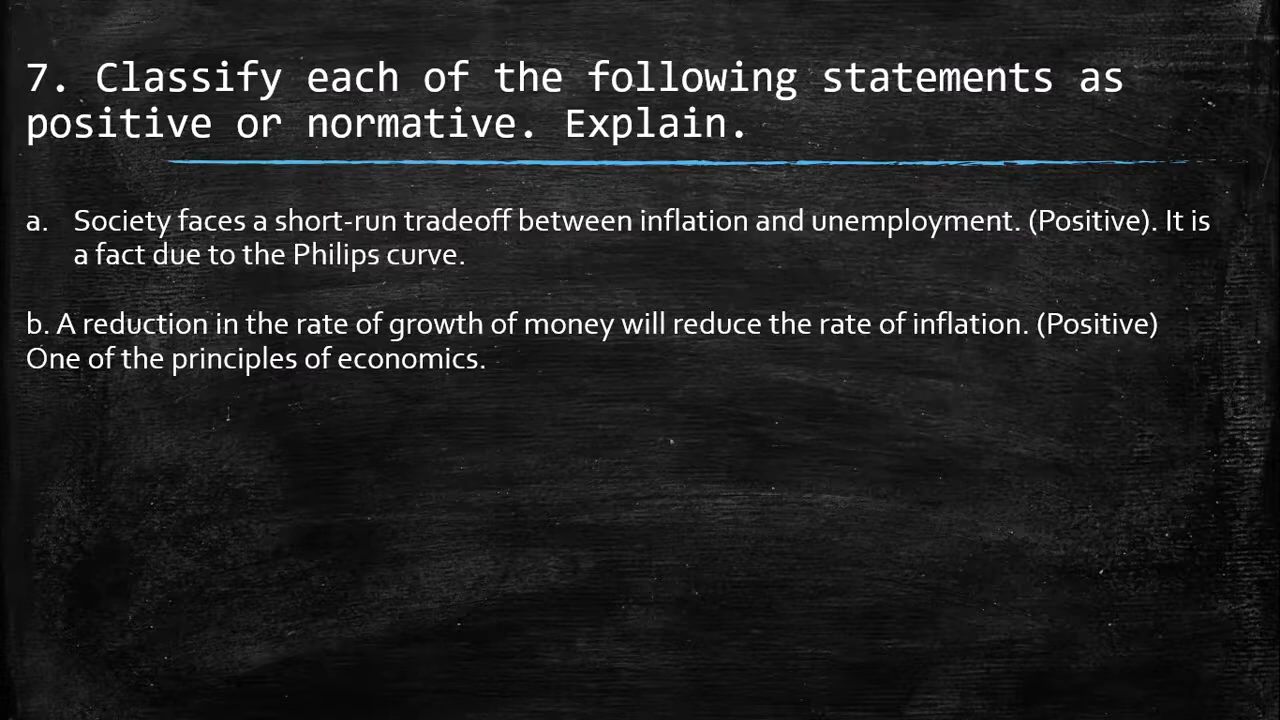 7. Classify each of the following statements as
positive or normative. Explain.
a. Society faces a short-run tradeoff between inflation and unemployment. (Positive). It is
a fact due to the Philips curve.
b. A reduction in the rate of growth of money will reduce the rate of inflation. (Positive)
One of the principles of economics.